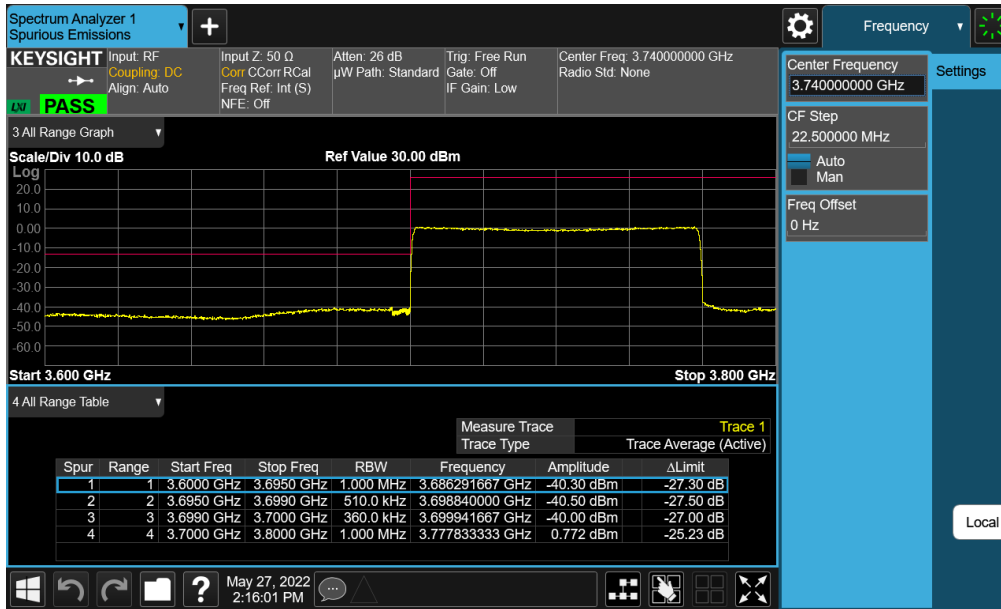 Spectrum Analyzer 1
Spurious Emissions
Frequency
KEYSIGHT
Input: RF
Coupling: DC
Align: Auto
LXI PASS
Input Z: 50 Ω
Corr CCorr RCal
Freq Ref: Int (S)
NFE: Off
Atten: 26 dB
µW Path: Standard
Trig: Free Run
Gate: Off
IF Gain: Low
Center Freq: 3.740000000 GHz
Radio Std: None
Center Frequency
3.740000000 GHz
Settings
CF Step
22.500000 MHz
Auto
Man
Freq Offset
0 Hz
3 All Range Graph
Scale/Div 10.0 dB Ref Value 30.00 dBm
Log
20.0
10.0
0.00
-10.0
-20.0
-30.0
-40.0
-50.0
-60.0
Start 3.600 GHz Stop 3.800 GHz
4 All Range Table
Measure Trace Trace 1
Trace Type Trace Average (Active)
Spur Range Start Freq Stop Freq RBW Frequency Amplitude ΔLimit
1 1 3.6000 GHz 3.6950 GHz 1.000 MHz 3.686291667 GHz -40.30 dBm -27.30 dB
2 2 3.6950 GHz 3.6990 GHz 510.0 kHz 3.698840000 GHz -40.50 dBm -27.50 dB
3 3 3.6990 GHz 3.7000 GHz 360.0 kHz 3.699941667 GHz -40.00 dBm -27.00 dB
4 4 3.7000 GHz 3.8000 GHz 1.000 MHz 3.777833333 GHz 0.772 dBm -25.23 dB
Local
May 27, 2022
2:16:01 PM